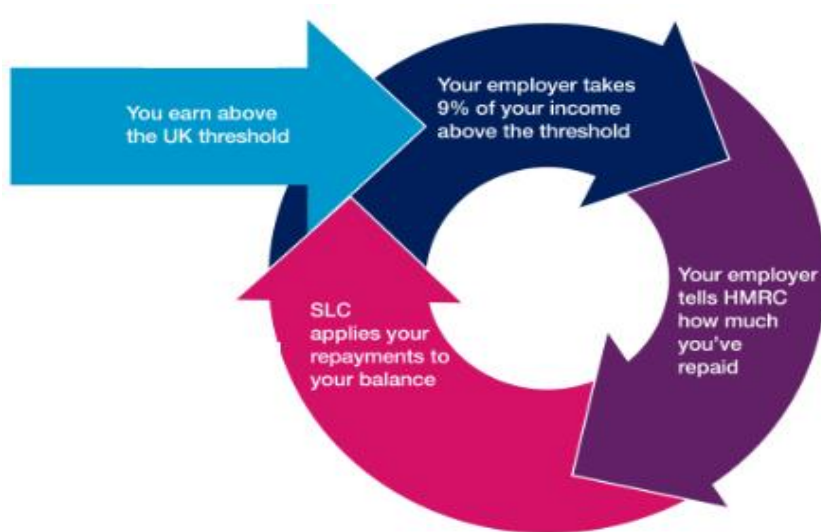 You earn above
the UK threshold
Your employer takes
9% of your income
above the threshold
Your employer
tells HMRC
how much
you've
repaid
SLC
applies your
repayments to
your balance